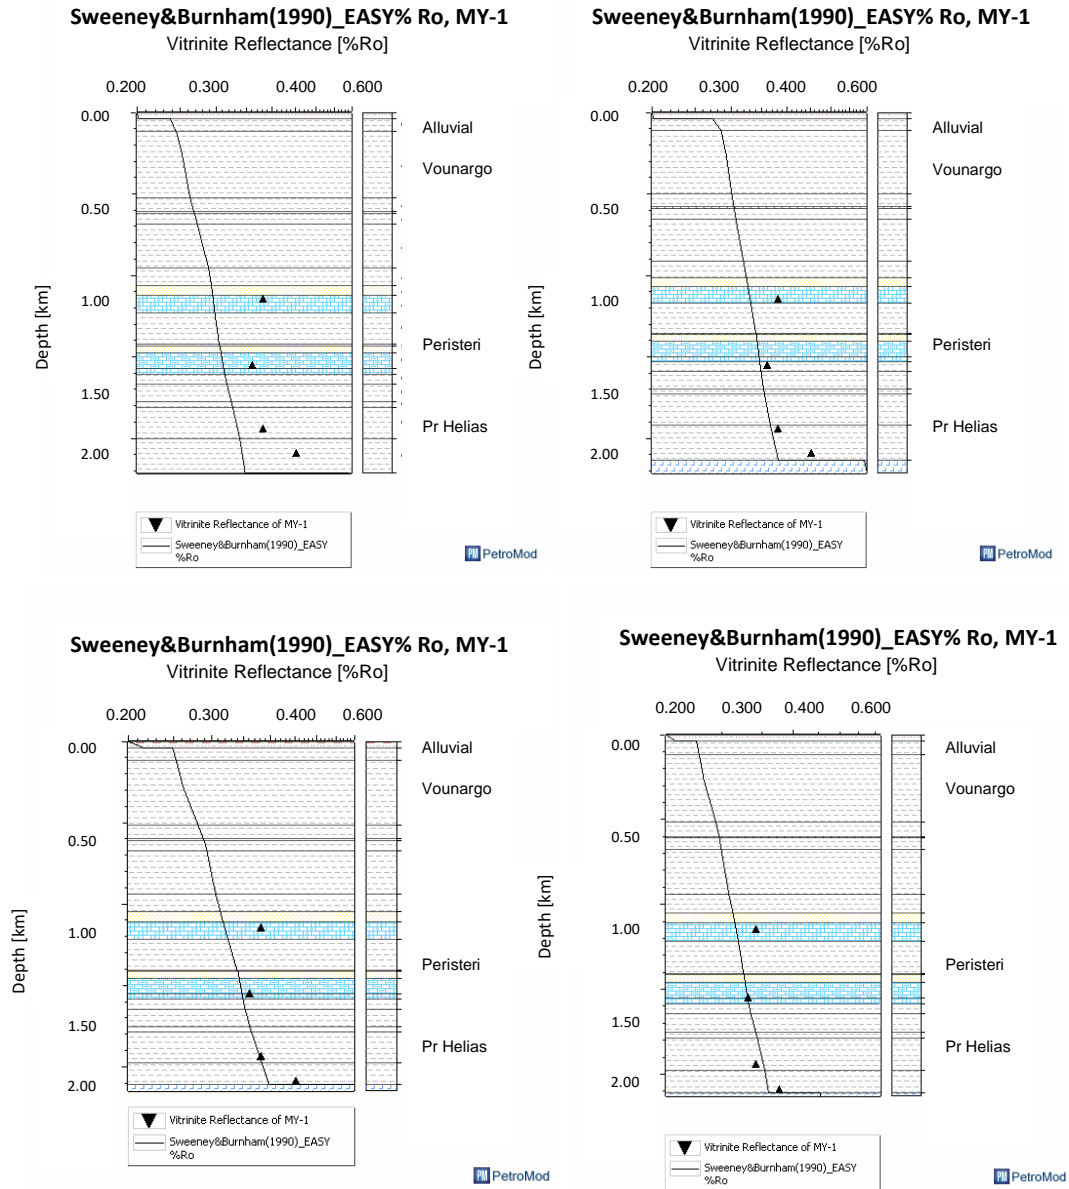 Sweeney&Burnham(1990)_EASY% Ro, MY-1
Vitrinite Reflectance [%Ro]
0.200 0.300 0.400 0.600
0.00
0.50
1.00
1.50
2.00
Depth [km]
Alluvial
Vounargo
Peristeri
Pr Helias
Vitrinite Reflectance of MY-1
Sweeney&Burnham(1990)_EASY
%Ro
PM PetroMod
Sweeney&Burnham(1990)_EASY% Ro, MY-1
Vitrinite Reflectance [%Ro]
0.200 0.300 0.400 0.600
0.00
0.50
1.00
1.50
2.00
Depth [km]
Alluvial
Vounargo
Peristeri
Pr Helias
Vitrinite Reflectance of MY-1
Sweeney&Burnham(1990)_EASY
%Ro
PM PetroMod
Sweeney&Burnham(1990)_EASY% Ro, MY-1
Vitrinite Reflectance [%Ro]
0.200 0.300 0.400 0.600
0.00
0.50
1.00
1.50
2.00
Depth [km]
Alluvial
Vounargo
Peristeri
Pr Helias
Vitrinite Reflectance of MY-1
Sweeney&Burnham(1990)_EASY
%Ro
PM PetroMod
Sweeney&Burnham(1990)_EASY% Ro, MY-1
Vitrinite Reflectance [%Ro]
0.200 0.300 0.400 0.600
0.00
0.50
1.00
1.50
2.00
Depth [km]
Alluvial
Vounargo
Peristeri
Pr Helias
Vitrinite Reflectance of MY-1
Sweeney&Burnham(1990)_EASY
%Ro
PM PetroMod